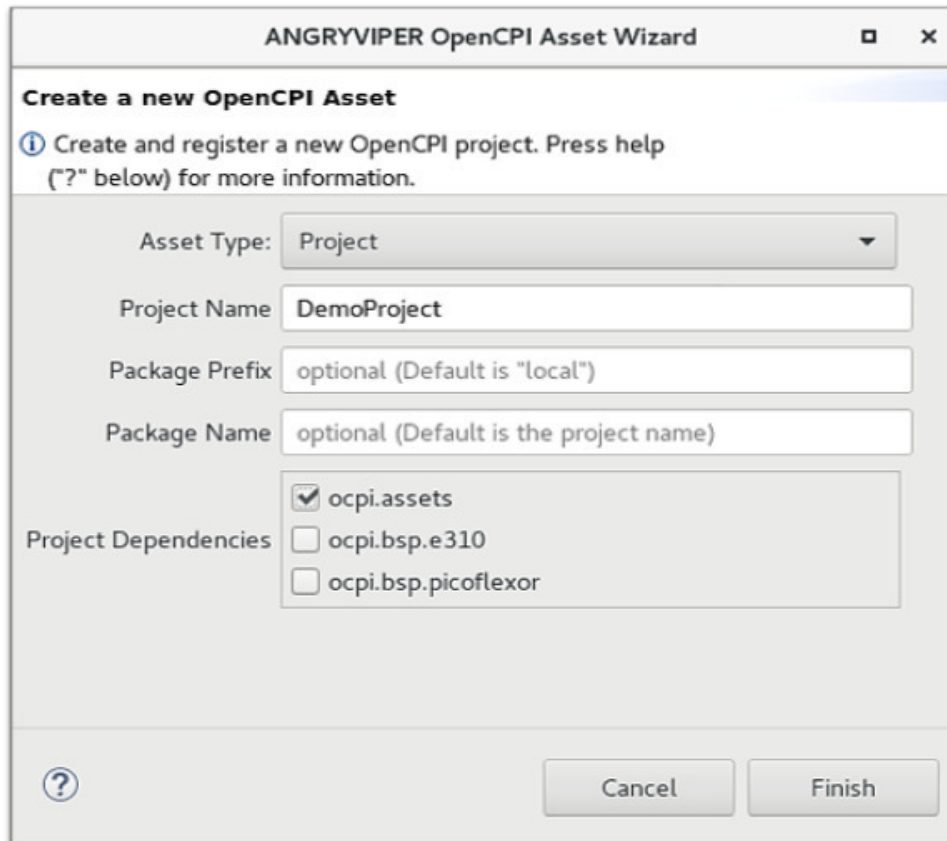 ANGRYVIPER OpenCPI Asset Wizard
Create a new OpenCPI Asset
Create and register a new OpenCPI project. Press help
("?" below) for more information.
Asset Type: Project
Project Name DemoProject
Package Prefix optional (Default is "local")
Package Name optional (Default is the project name)
Project Dependencies
ocpi.assets
ocpi.bsp.e310
ocpi.bsp.picoflexor
?
Cancel Finish